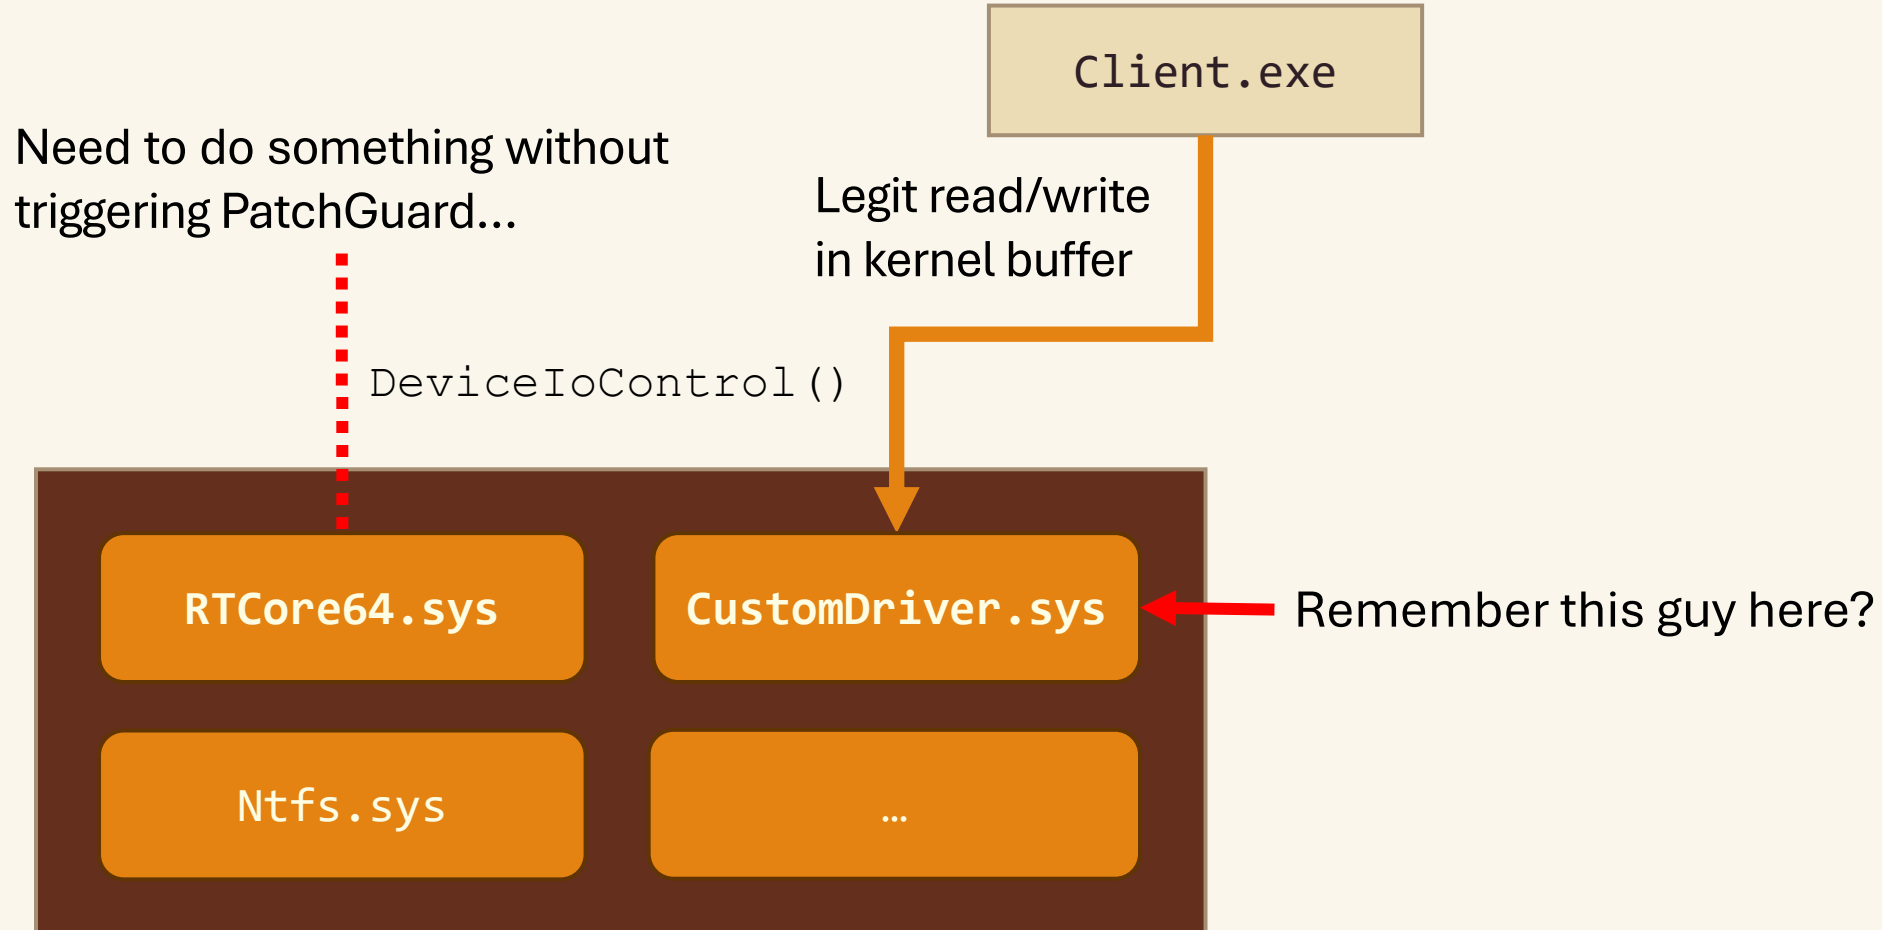 Client.exe
Need to do something without
triggering PatchGuard...
Legit read/write
in kernel buffer
DeviceIoControl()
RTCore64.sys
CustomDriver.sys
Remember this guy here?
Ntfs.sys
…